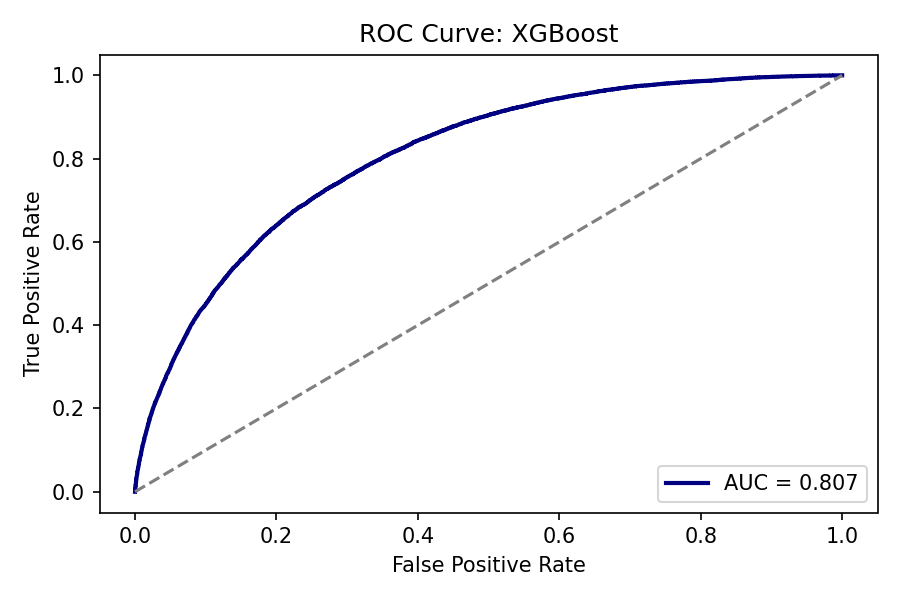 ROC Curve: XGBoost
True Positive Rate
1.0
0.8
0.6
0.4
0.2
0.0
AUC = 0.807
0.0 0.2 0.4 0.6 0.8 1.0
False Positive Rate